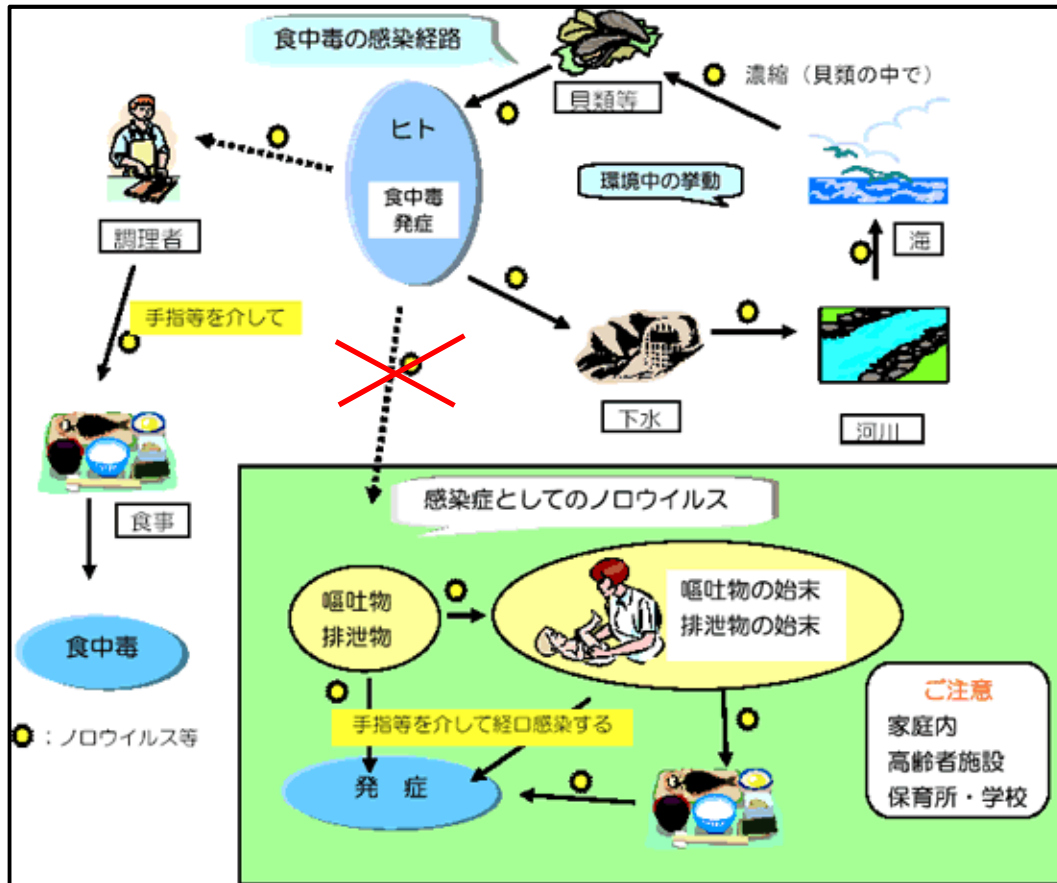 食中毒の感染経路
貝類等
濃縮（貝類の中で）
ヒト
食中毒
発症
環境中の挙動
調理者
海
手指等を介して
下水
河川
食事
感染症としてのノロウイルス
嘔吐物
排泄物
嘔吐物の始末
排泄物の始末
食中毒
：ノロウイルス等
手指等を介して経口感染する
発　症
ご注意
家庭内
高齢者施設
保育所・学校